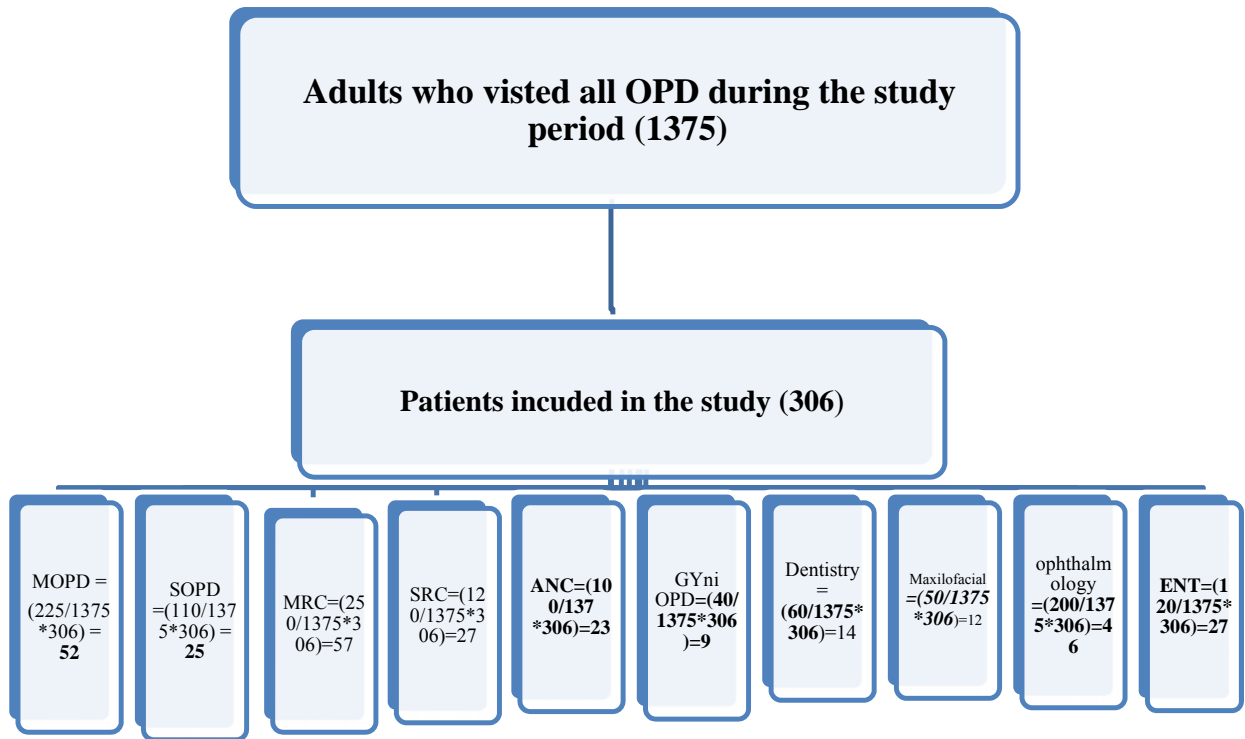 Adults who visted all OPD during the study
period (1375)
Patients incuded in the study (306)
MOPD =
(225/1375
*306) =
52
SOPD
=(110/137
5*306) =
25
MRC=(25
0/1375*3
06)=57
SRC=(12
0/1375*3
06)=27
ANC=(10
0/137
*306)=23
GYni
OPD=(40/
1375*306
)=9
Dentistry
= (60/1375*
306)=14
Maxilofacial
=(50/1375
*306)=12
ophthalm
ology
=(200/137
5*306)=4
6
ENT=(1
20/1375*
306)=27